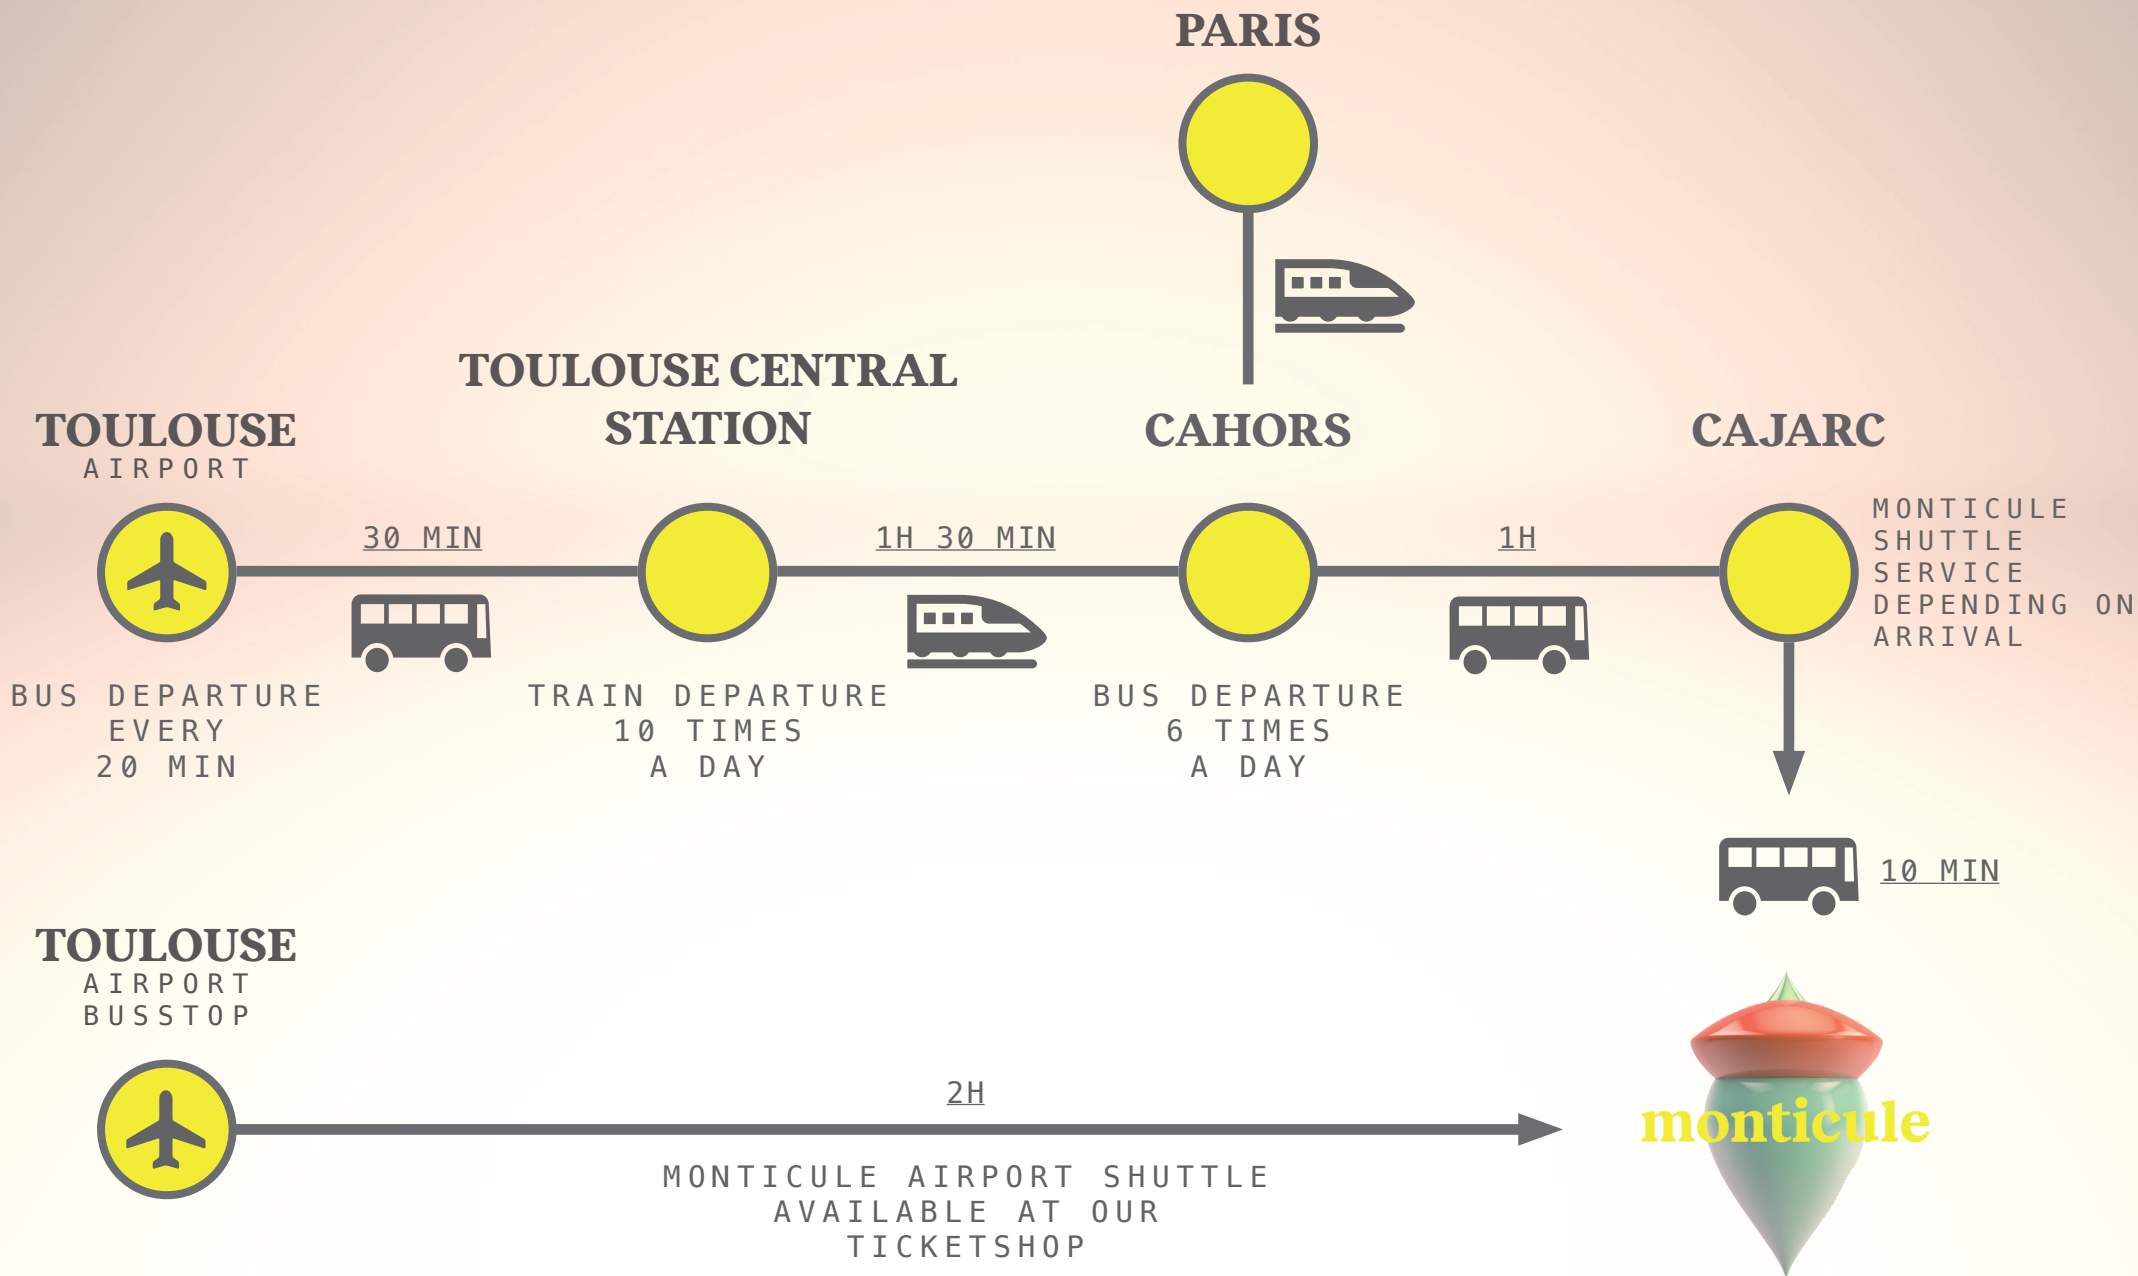 PARIS
TOULOUSE CENTRAL
STATION
TOULOUSE
AIRPORT
CAHORS
CAJARC
30 MIN
1H 30 MIN
1H
MONTICULE
SHUTTLE
SERVICE
DEPENDING ON
ARRIVAL
BUS DEPARTURE
EVERY
20 MIN
TRAIN DEPARTURE
10 TIMES
A DAY
BUS DEPARTURE
6 TIMES
A DAY
10 MIN
TOULOUSE
AIRPORT
BUSSTOP
2H
MONTICULE AIRPORT SHUTTLE
AVAILABLE AT OUR
TICKETSHOP
monticule